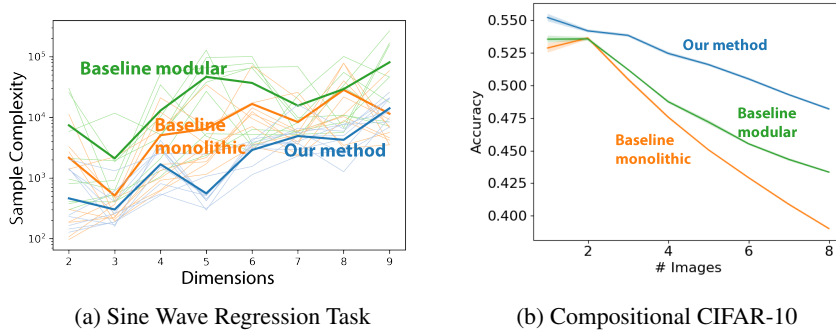 10^5
10^4
10^3
10^2
Sample Complexity
Baseline modular
Baseline
monolithic
Our method
2 3 4 5 6 7 8 9
Dimensions
(a) Sine Wave Regression Task
0.550
0.525
0.500
0.475
0.450
0.425
0.400
Accuracy
Our method
Baseline
modular
Baseline
monolithic
2 4 6 8
# Images
(b) Compositional CIFAR-10